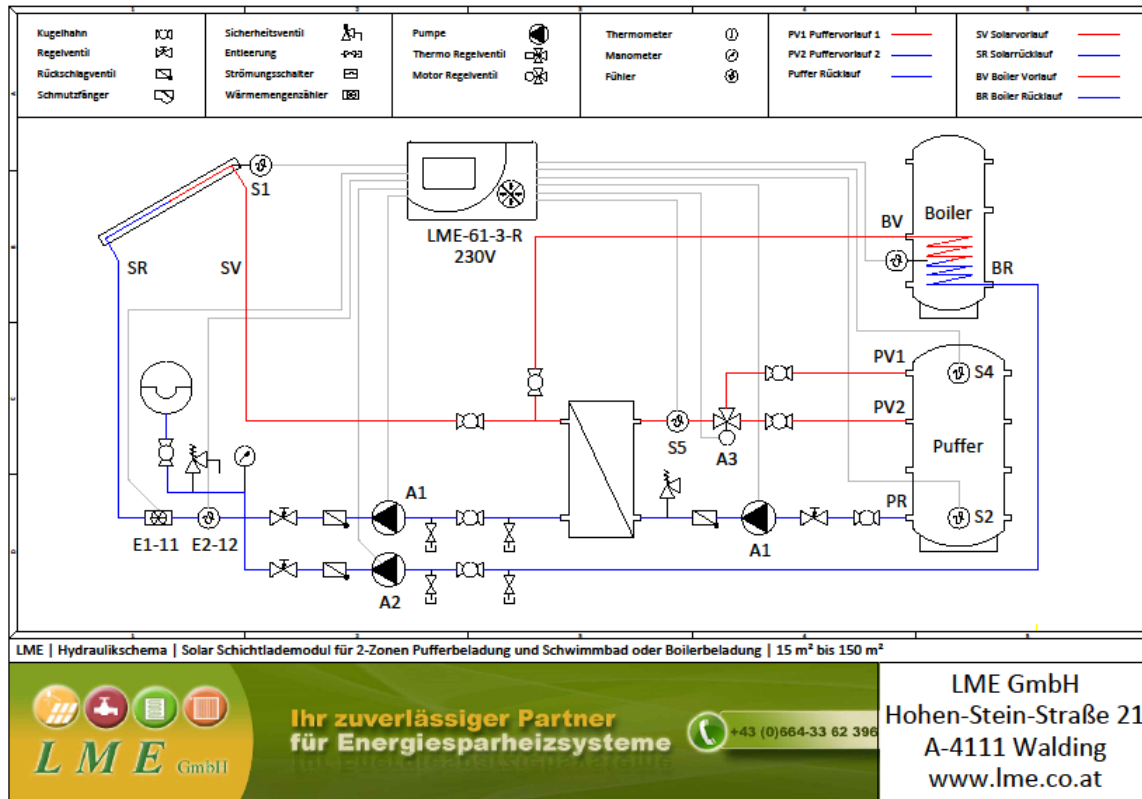 Kugelhahn
Regelventil
Rückschlagventil
Schmutzfänger
Sicherheitsventil
Entleerung
Strömungsschalter
Wärmemengenzähler
Pumpe
Thermo Regelventil
Motor Regelventil
Thermometer
Manometer
Fühler
PV1 Puffervorlauf 1
PV2 Puffervorlauf 2
Puffer Rücklauf
SV Solarvorlauf
SR Solarrücklauf
BV Boiler Vorlauf
BR Boiler Rücklauf
S1
LME-61-3-R
230V
BV
Boiler
BR
SR
SV
PV1
S4
PV2
S5
A3
Puffer
A1
PR
S2
E1-11
E2-12
A1
A2
LME | Hydraulikschema | Solar Schichtlademodul für 2-Zonen Pufferbeladung und Schwimmbad oder Boilerbeladung | 15 m² bis 150 m²
LME GmbH
Ihr zuverlässiger Partner
für Energiesparheizsysteme
+43 (0)664-33 62 396
LME GmbH
Hohen-Stein-Straße 21
A-4111 Walding
www.lme.co.at